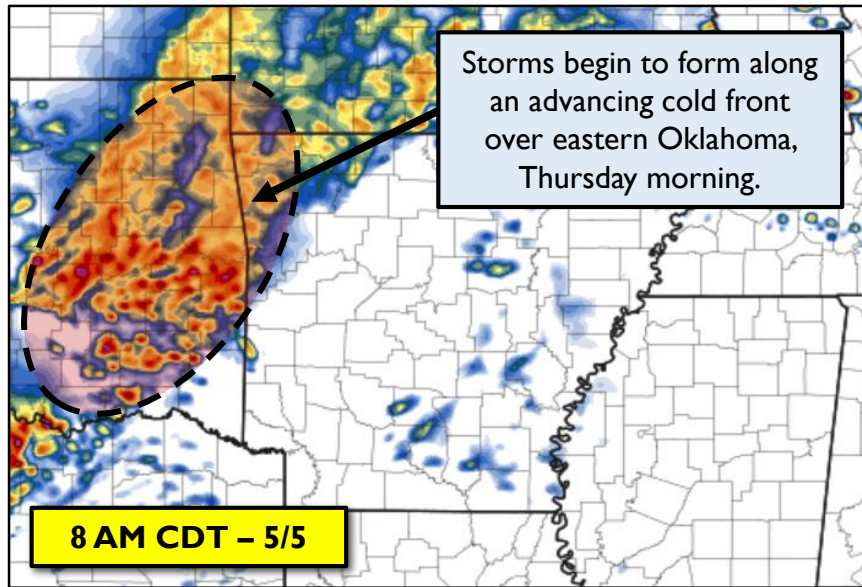 Storms begin to form along
an advancing cold front
over eastern Oklahoma,
Thursday morning.
8 AM CDT – 5/5